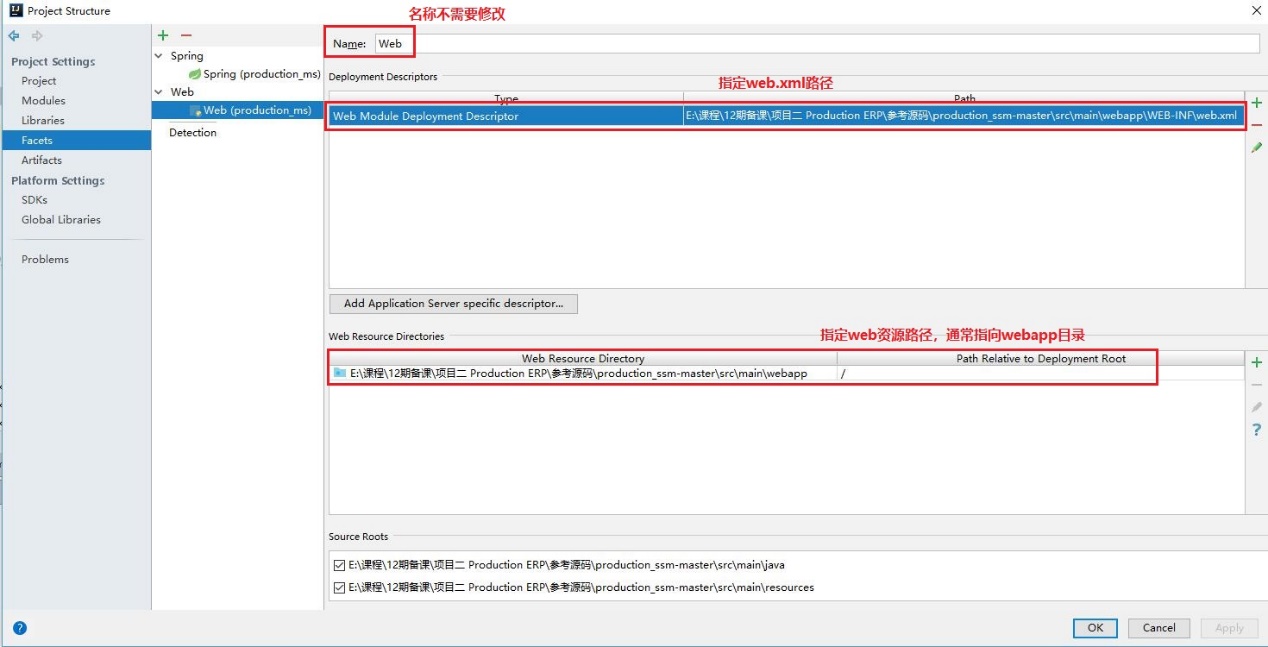 Project Structure
名称不需要修改
Project Settings
Project
Modules
Libraries
Facets
Artifacts
Platform Settings
SDKs
Global Libraries
Problems
Spring
Spring (production_ms)
Web
Web (production_ms)
Detection
Name: Web
Deployment Descriptors
指定web.xml路径
Type Path
Web Module Deployment Descriptor E:\课程\12期备课\项目二 Production ERP\参考源码\production_ssm-master\src\main\webapp\WEB-INF\web.xml
Add Application Server specific descriptor...
Web Resource Directories
指定web资源路径，通常指向webapp目录
Web Resource Directory Path Relative to Deployment Root
E:\课程\12期备课\项目二 Production ERP\参考源码\production_ssm-master\src\main\webapp /
Source Roots
E:\课程\12期备课\项目二 Production ERP\参考源码\production_ssm-master\src\main\java
E:\课程\12期备课\项目二 Production ERP\参考源码\production_ssm-master\src\main\resources
OK Cancel Apply